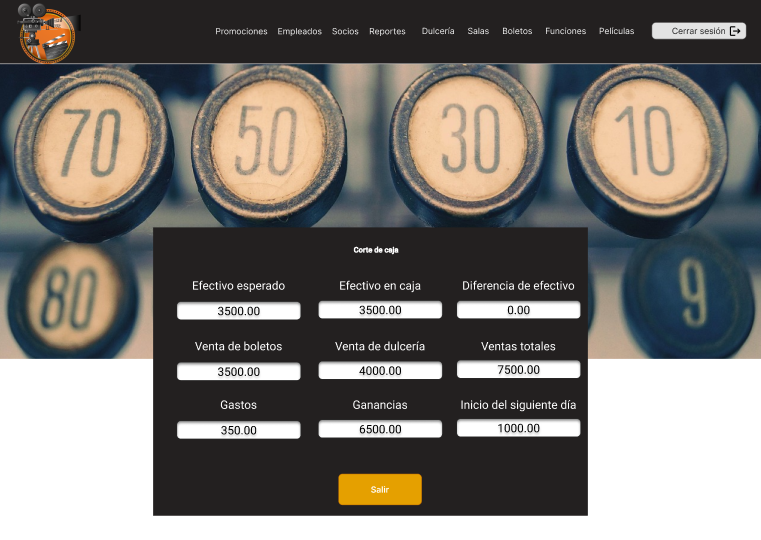 Promociones Empleados Socios Reportes Dulcería Salas Boletos Funciones Películas Cerrar sesión
70 50 30 10
80 9
Corte de caja
Efectivo esperado Efectivo en caja Diferencia de efectivo
3500.00 3500.00 0.00
Venta de boletos Venta de dulcería Ventas totales
3500.00 4000.00 7500.00
Gastos Ganancias Inicio del siguiente día
350.00 6500.00 1000.00
Salir